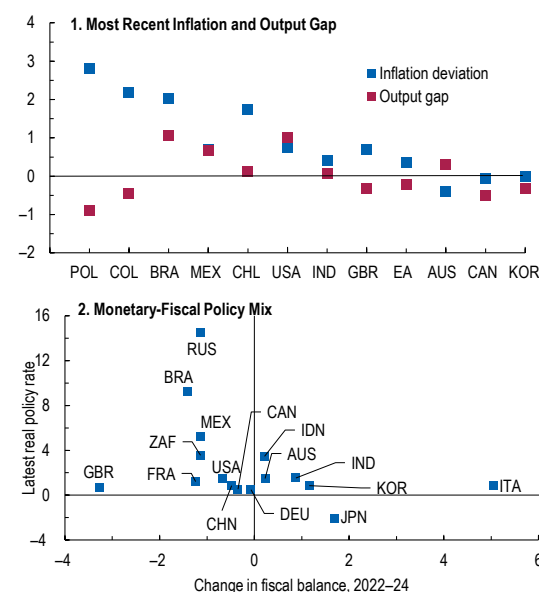 1. Most Recent Inflation and Output Gap
4
3
2
1
0
−1
−2
Inflation deviation
Output gap
POL COL BRA MEX CHL USA IND GBR EA AUS CAN KOR
2. Monetary-Fiscal Policy Mix
Latest real policy rate
16
12
8
4
0
−4
RUS
BRA
MEX
CAN
ZAF
IDN
USA
AUS
GBR
FRA
IND
KOR
ITA
CHN
DEU
JPN
−4 −2 0 2 4 6
Change in fiscal balance, 2022–24